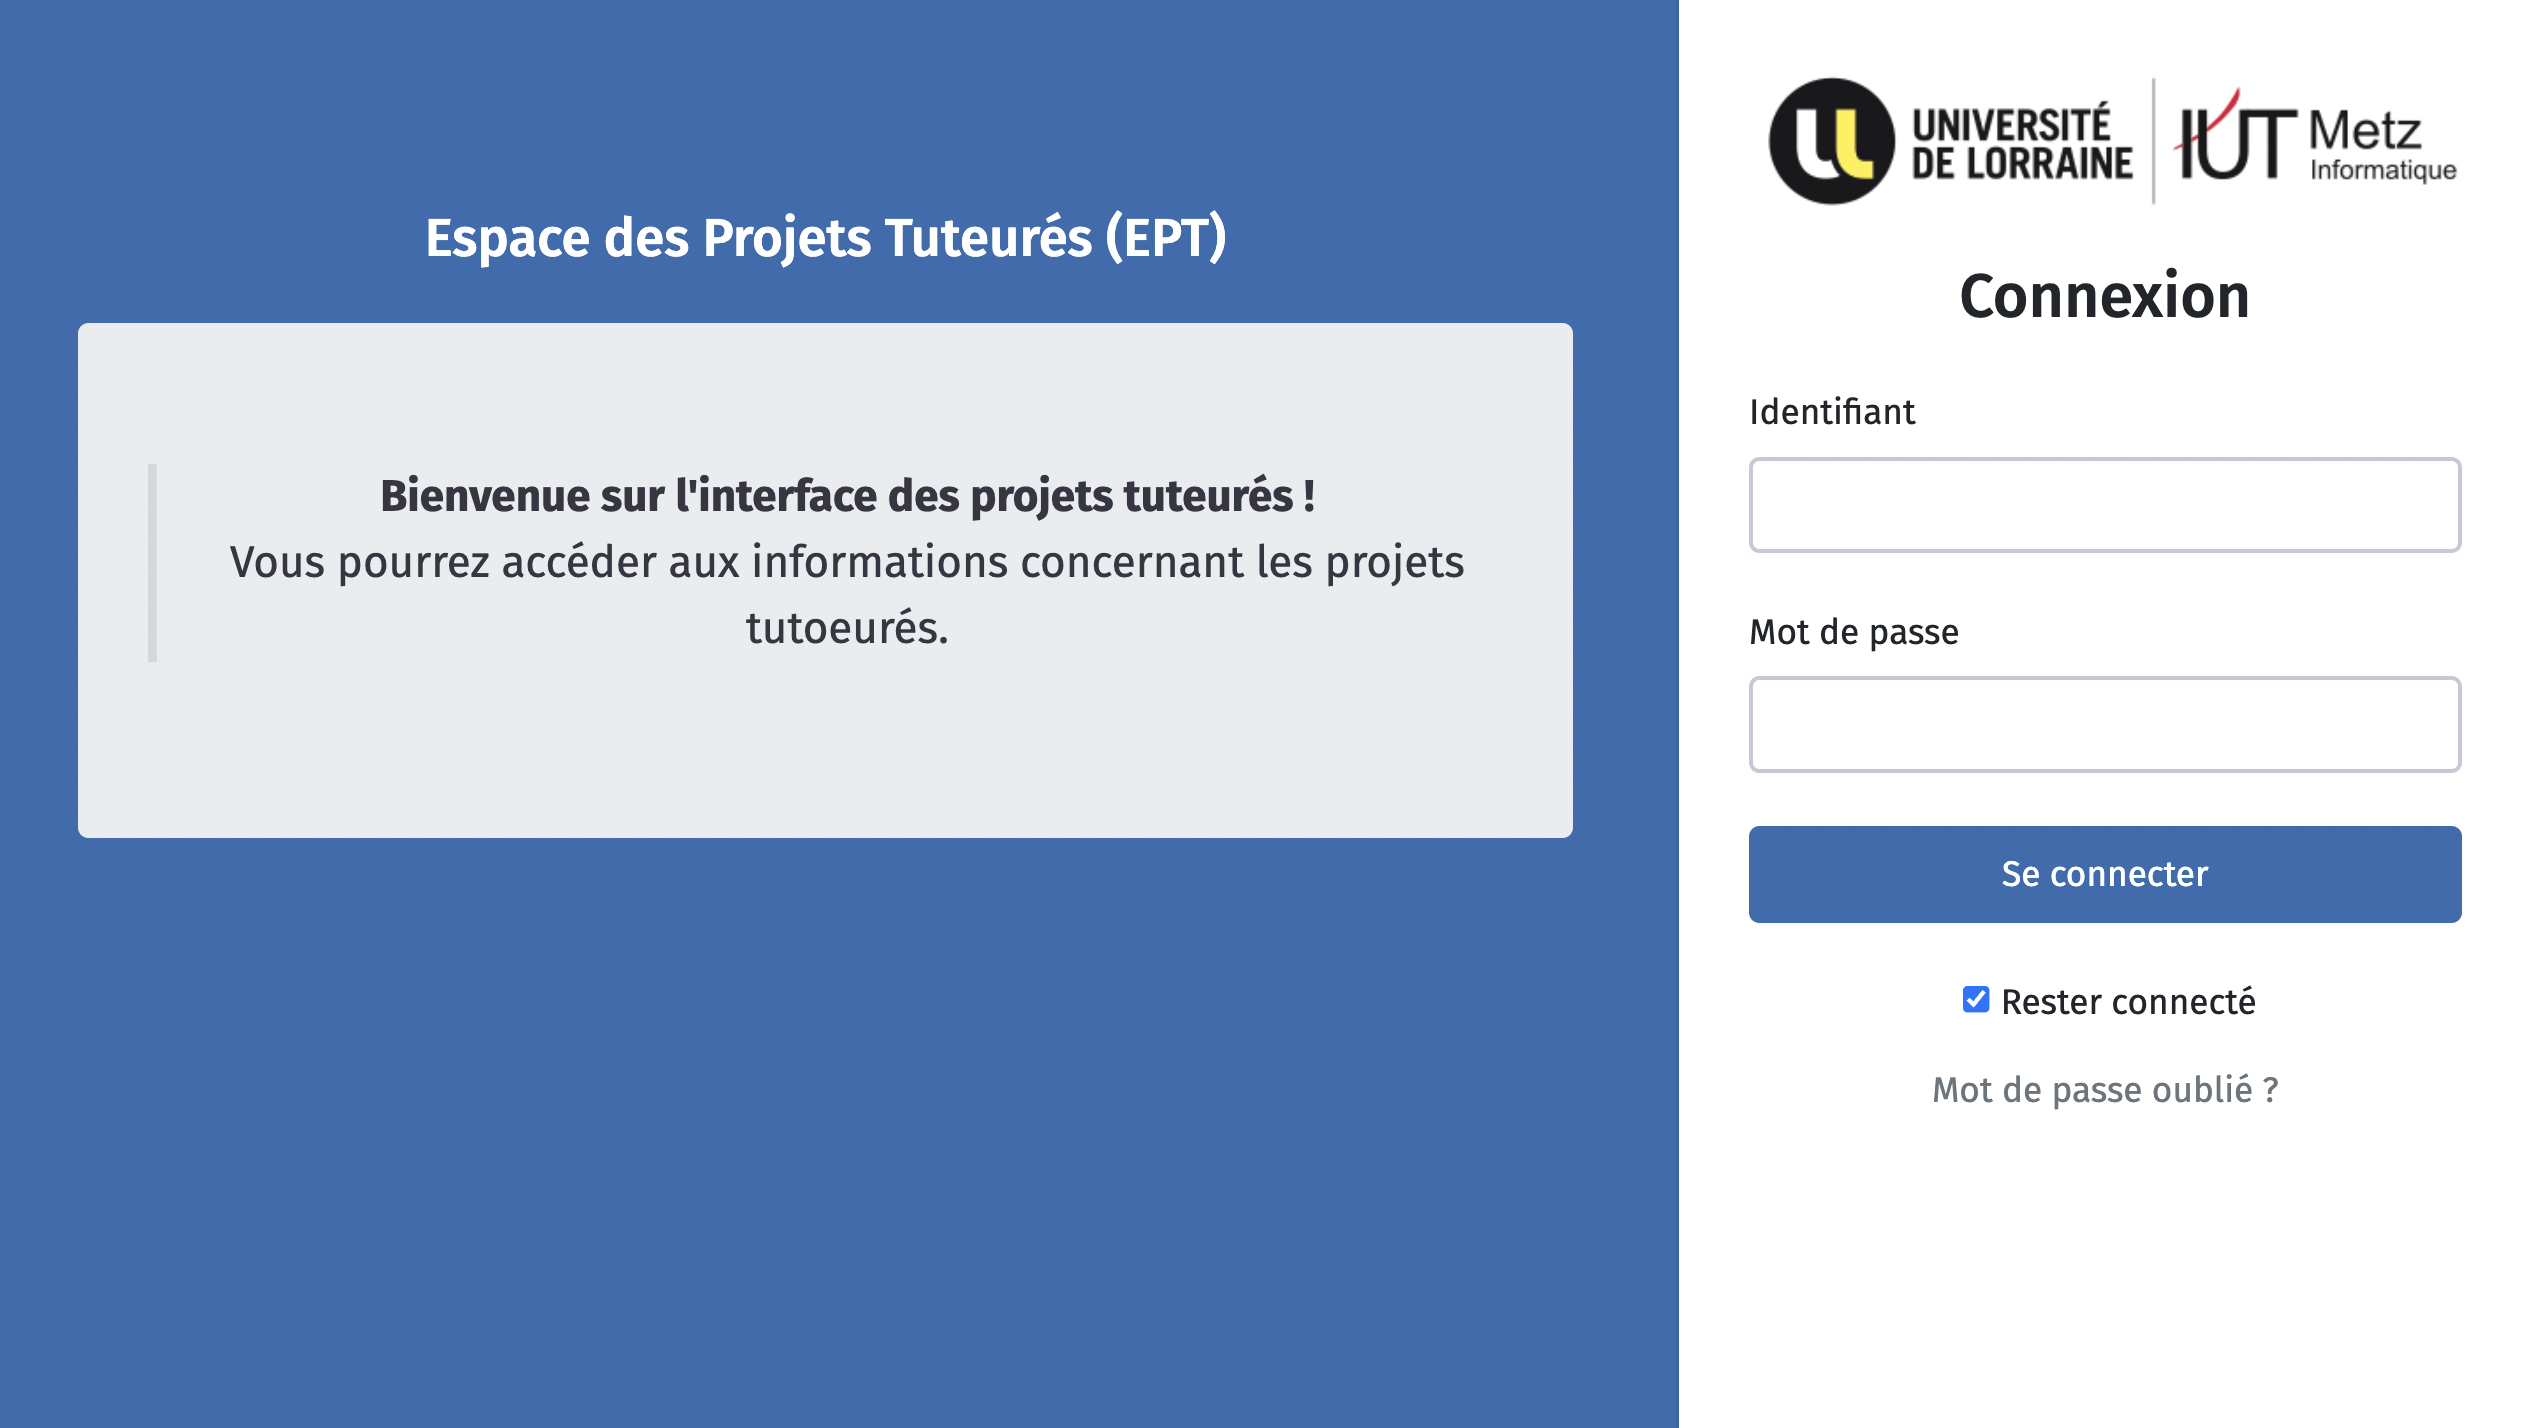 Espace des Projets Tuteurés (EPT)
Bienvenue sur l'interface des projets tuteurés !
Vous pourrez accéder aux informations concernant les projets
tutoeurés.
UNIVERSITÉ
DE LORRAINE
IUT Metz
Informatique
Connexion
Identifiant
Mot de passe
Se connecter
Rester connecté
Mot de passe oublié ?